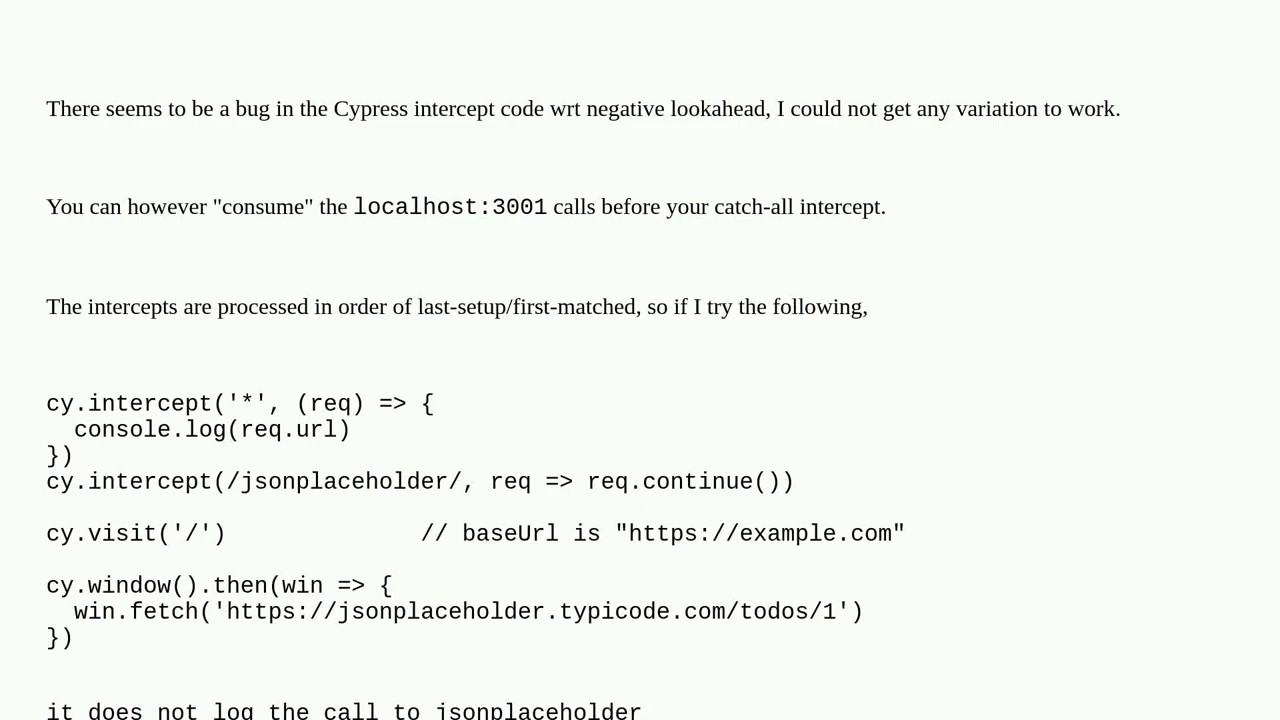 There seems to be a bug in the Cypress intercept code wrt negative lookahead, I could not get any variation to work.
You can however "consume" the localhost:3001 calls before your catch-all intercept.
The intercepts are processed in order of last-setup/first-matched, so if I try the following,
cy.intercept('*', (req) => {
  console.log(req.url)
})
cy.intercept(/jsonplaceholder/, req => req.continue())
cy.visit('/')              // baseUrl is "https://example.com"
cy.window().then(win => {
  win.fetch('https://jsonplaceholder.typicode.com/todos/1')
})
it does not log the call to jsonplaceholder